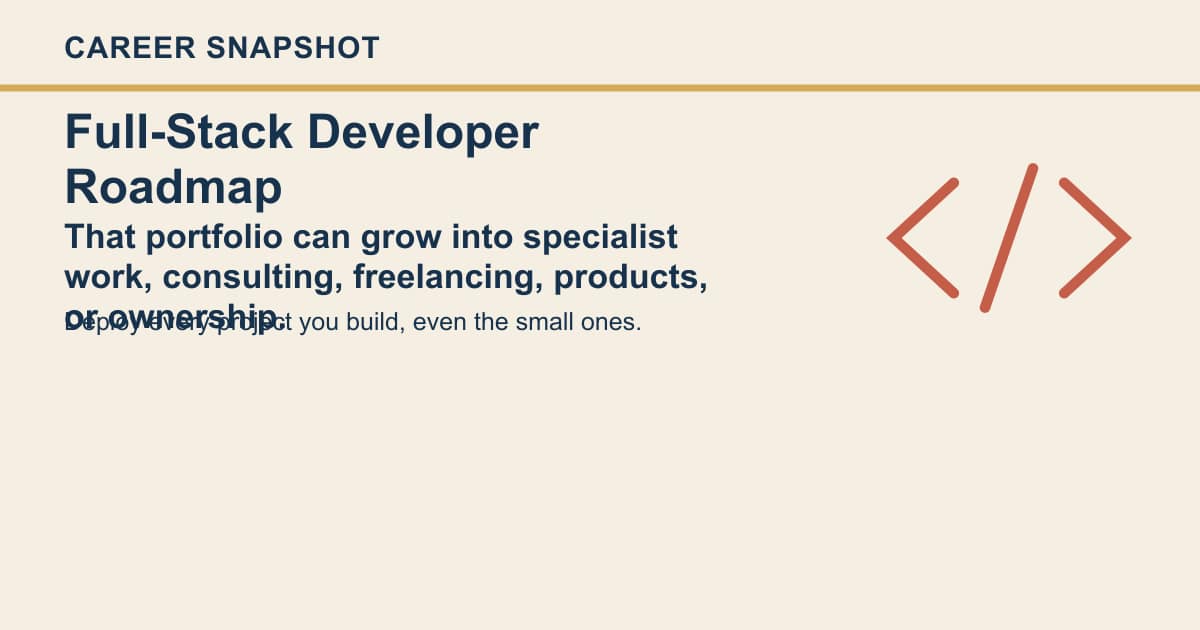 CAREER SNAPSHOT
Full-Stack Developer
Roadmap
That portfolio can grow into specialist
work, consulting, freelancing, products,
or ownership.
Deploy every project you build, even the small ones.